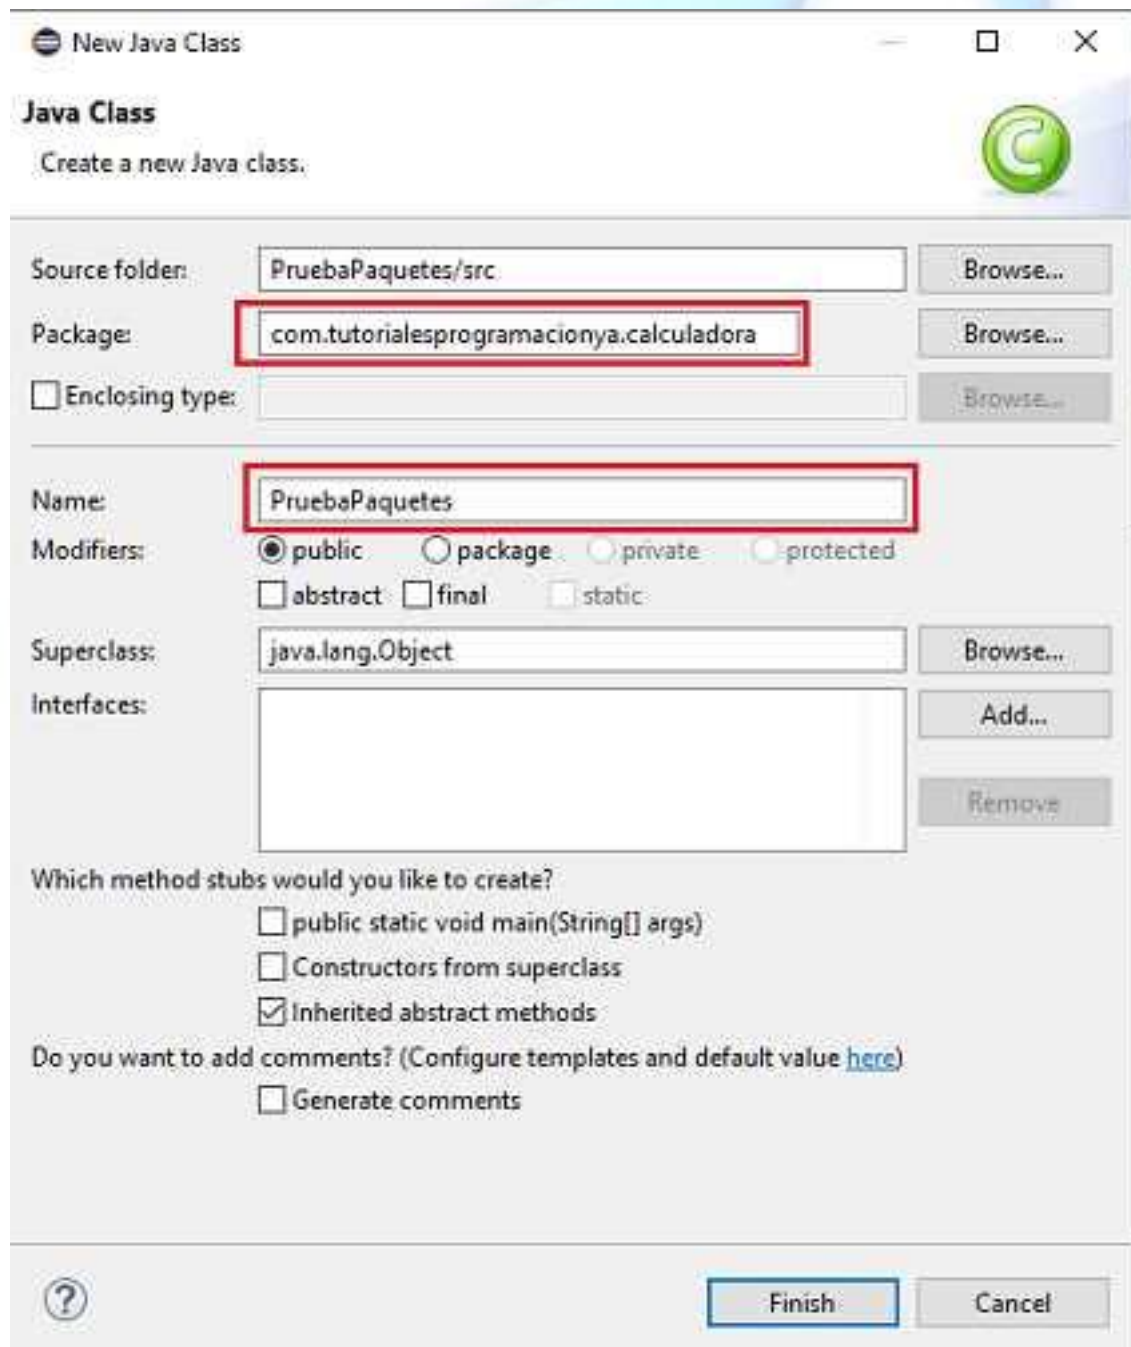 New Java Class
Java Class
Create a new Java class.
Source folder: PruebaPaquetes/src Browse...
Package: com.tutorialesprogramacionya.calculadora Browse...
Enclosing type: Browse...
Name: PruebaPaquetes
Modifiers: public package private protected
abstract final static
Superclass: java.lang.Object Browse...
Interfaces: Add...
Remove
Which method stubs would you like to create?
public static void main(String[] args)
Constructors from superclass
Inherited abstract methods
Do you want to add comments? (Configure templates and default value here)
Generate comments
? Finish Cancel